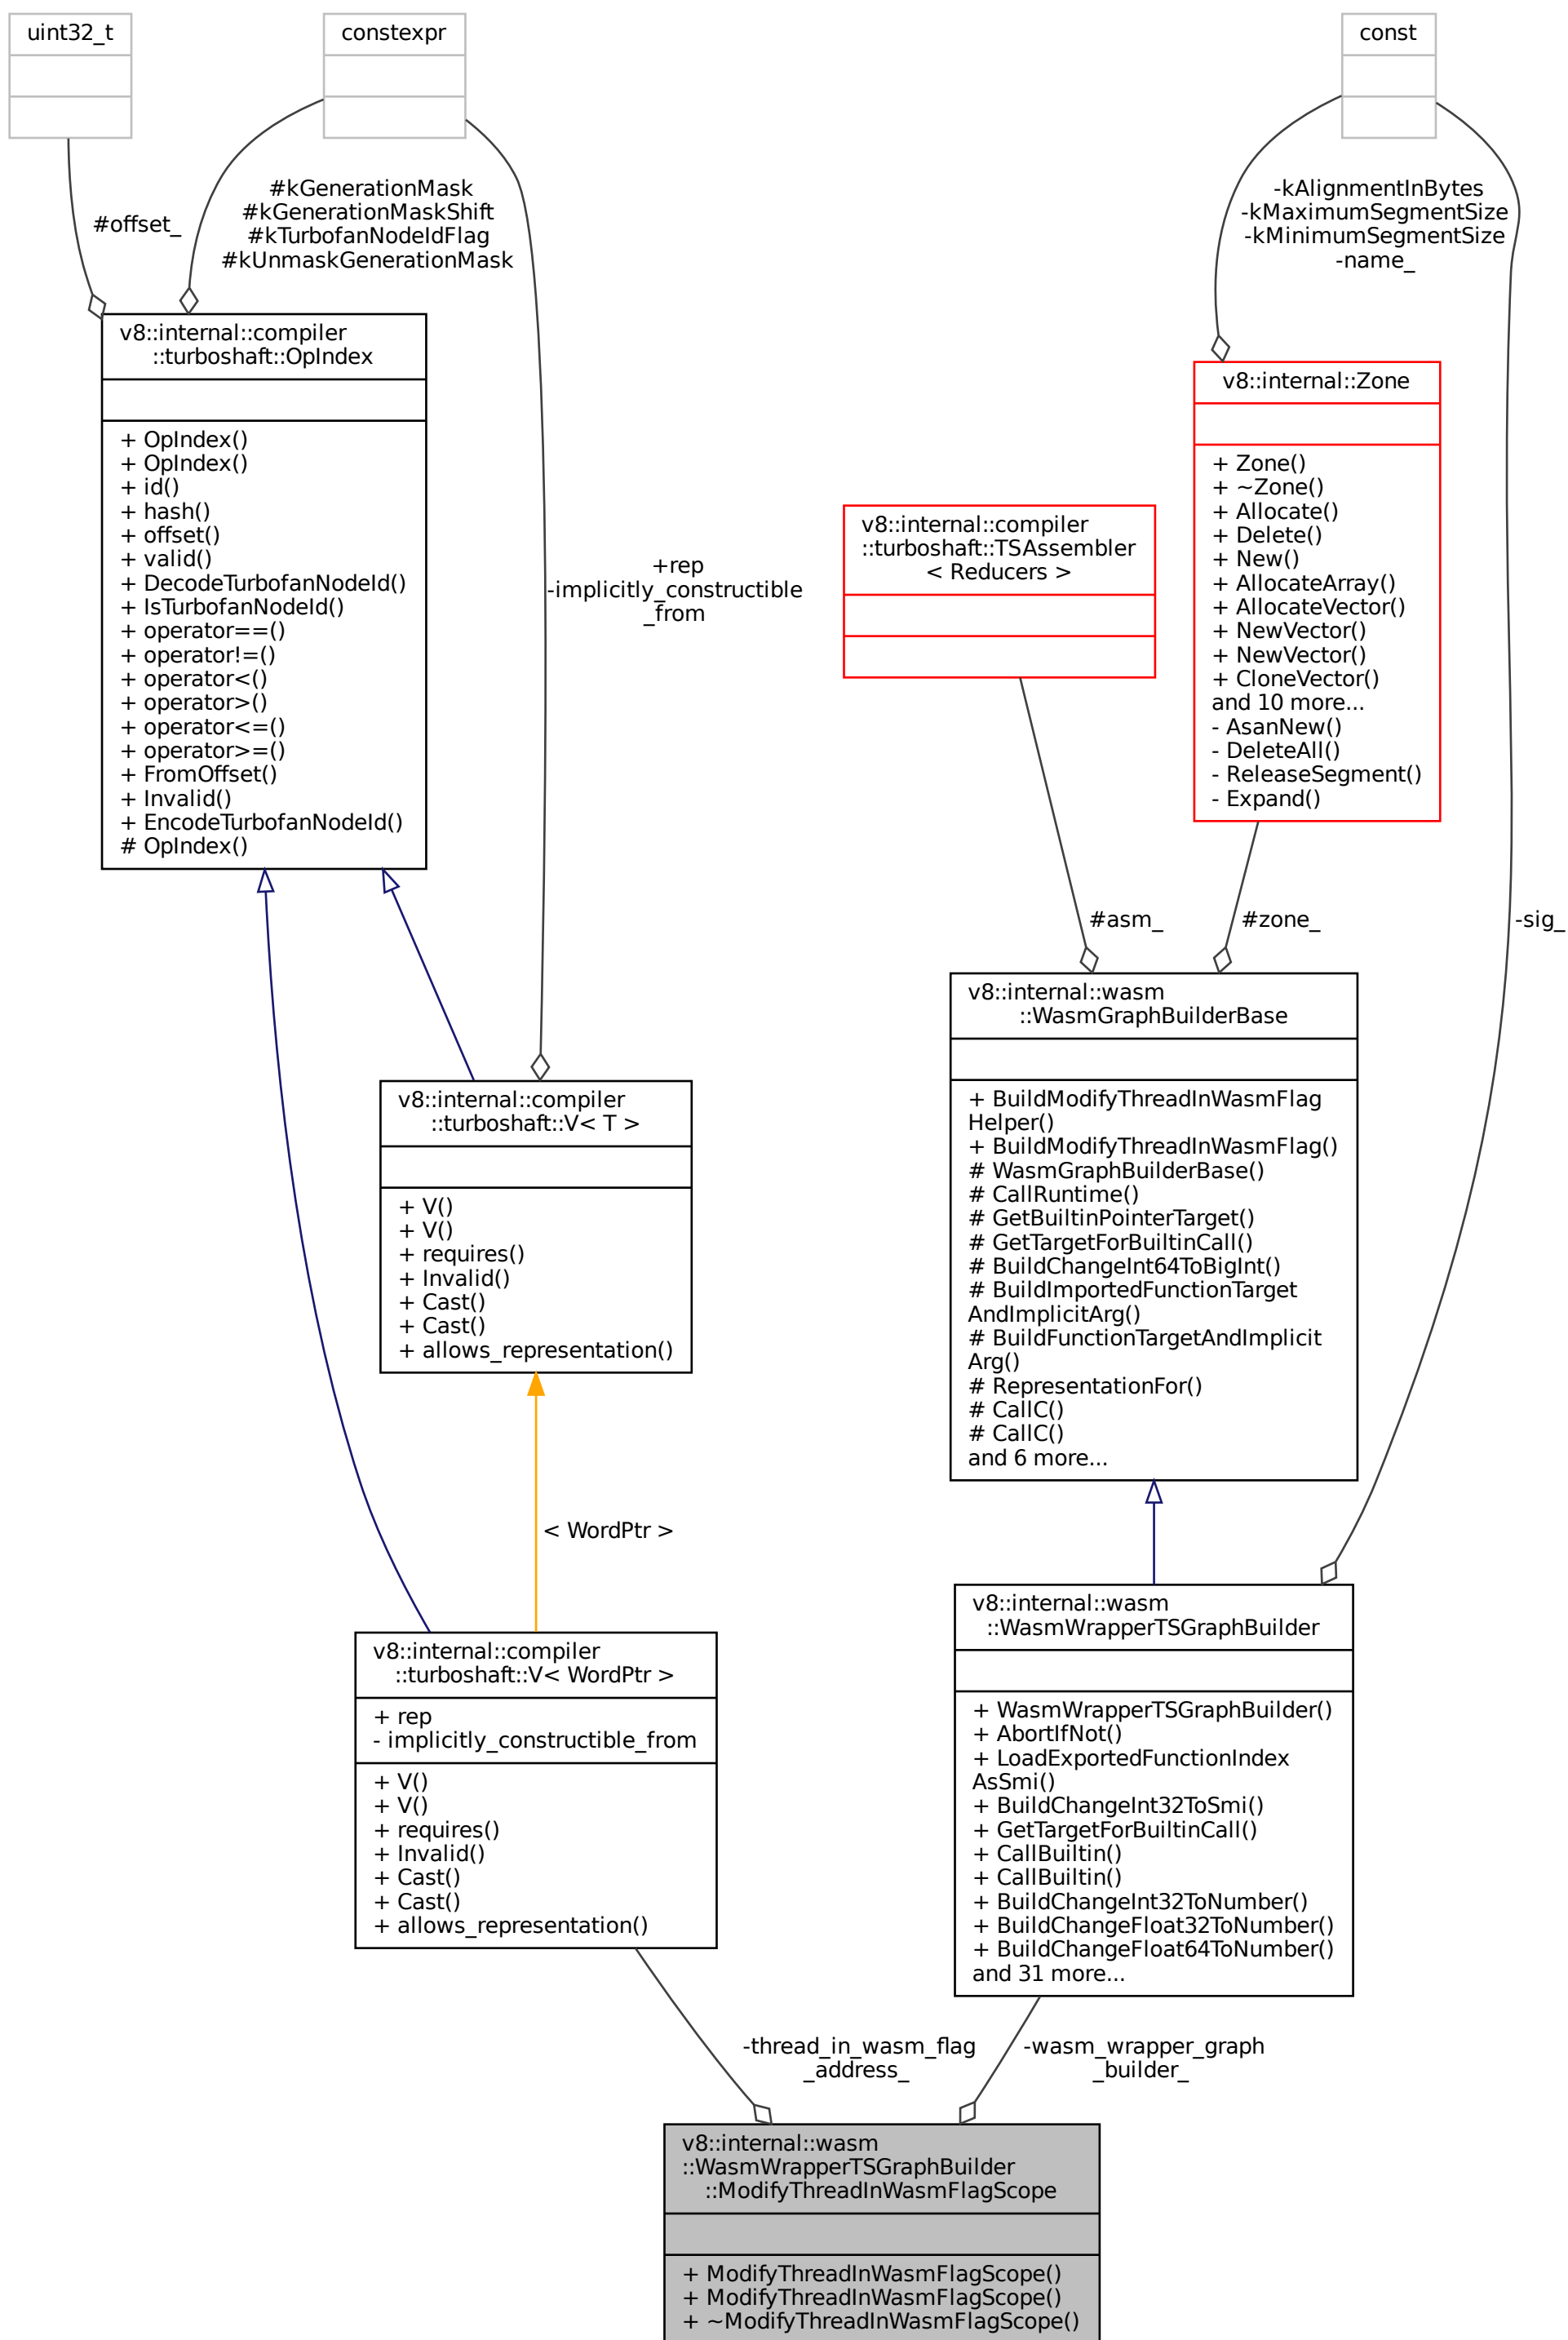 uint32_t
constexpr
const
#kGenerationMask
#kGenerationMaskShift
#kTurbofanNodeIdFlag
#kUnmaskGenerationMask
#offset_
-kAlignmentInBytes
-kMaximumSegmentSize
-kMinimumSegmentSize
-name_
v8::internal::compiler
::turboshaft::OpIndex
+ OpIndex()
+ OpIndex()
+ id()
+ hash()
+ offset()
+ valid()
+ DecodeTurbofanNodeId()
+ IsTurbofanNodeId()
+ operator==()
+ operator!=()
+ operator<()
+ operator>()
+ operator<=()
+ operator>=()
+ FromOffset()
+ Invalid()
+ EncodeTurbofanNodeId()
# OpIndex()
+rep
-implicitly_constructible
_from
v8::internal::compiler
::turboshaft::TSAssembler
< Reducers >
v8::internal::Zone
+ Zone()
+ ~Zone()
+ Allocate()
+ Delete()
+ New()
+ AllocateArray()
+ AllocateVector()
+ NewVector()
+ NewVector()
+ CloneVector()
and 10 more...
- AsanNew()
- DeleteAll()
- ReleaseSegment()
- Expand()
#asm_
#zone_
-sig_
v8::internal::compiler
::turboshaft::V< T >
+ V()
+ V()
+ requires()
+ Invalid()
+ Cast()
+ Cast()
+ allows_representation()
v8::internal::wasm
::WasmGraphBuilderBase
+ BuildModifyThreadInWasmFlag
Helper()
+ BuildModifyThreadInWasmFlag()
# WasmGraphBuilderBase()
# CallRuntime()
# GetBuiltinPointerTarget()
# GetTargetForBuiltinCall()
# BuildChangeInt64ToBigInt()
# BuildImportedFunctionTarget
AndImplicitArg()
# BuildFunctionTargetAndImplicit
Arg()
# RepresentationFor()
# CallC()
# CallC()
and 6 more...
< WordPtr >
v8::internal::compiler
::turboshaft::V< WordPtr >
+ rep
- implicitly_constructible_from
+ V()
+ V()
+ requires()
+ Invalid()
+ Cast()
+ Cast()
+ allows_representation()
v8::internal::wasm
::WasmWrapperTSGraphBuilder
+ WasmWrapperTSGraphBuilder()
+ AbortIfNot()
+ LoadExportedFunctionIndex
AsSmi()
+ BuildChangeInt32ToSmi()
+ GetTargetForBuiltinCall()
+ CallBuiltin()
+ CallBuiltin()
+ BuildChangeInt32ToNumber()
+ BuildChangeFloat32ToNumber()
+ BuildChangeFloat64ToNumber()
and 31 more...
-thread_in_wasm_flag
_address_
-wasm_wrapper_graph
_builder_
v8::internal::wasm
::WasmWrapperTSGraphBuilder
::ModifyThreadInWasmFlagScope
+ ModifyThreadInWasmFlagScope()
+ ModifyThreadInWasmFlagScope()
+ ~ModifyThreadInWasmFlagScope()